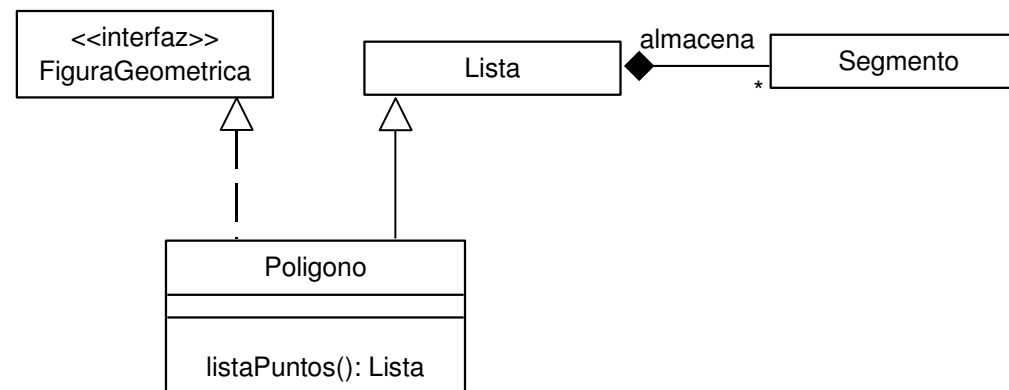 <<interfaz>>
FiguraGeometrica
Lista
almacena
*
Segmento
Poligono
listaPuntos(): Lista